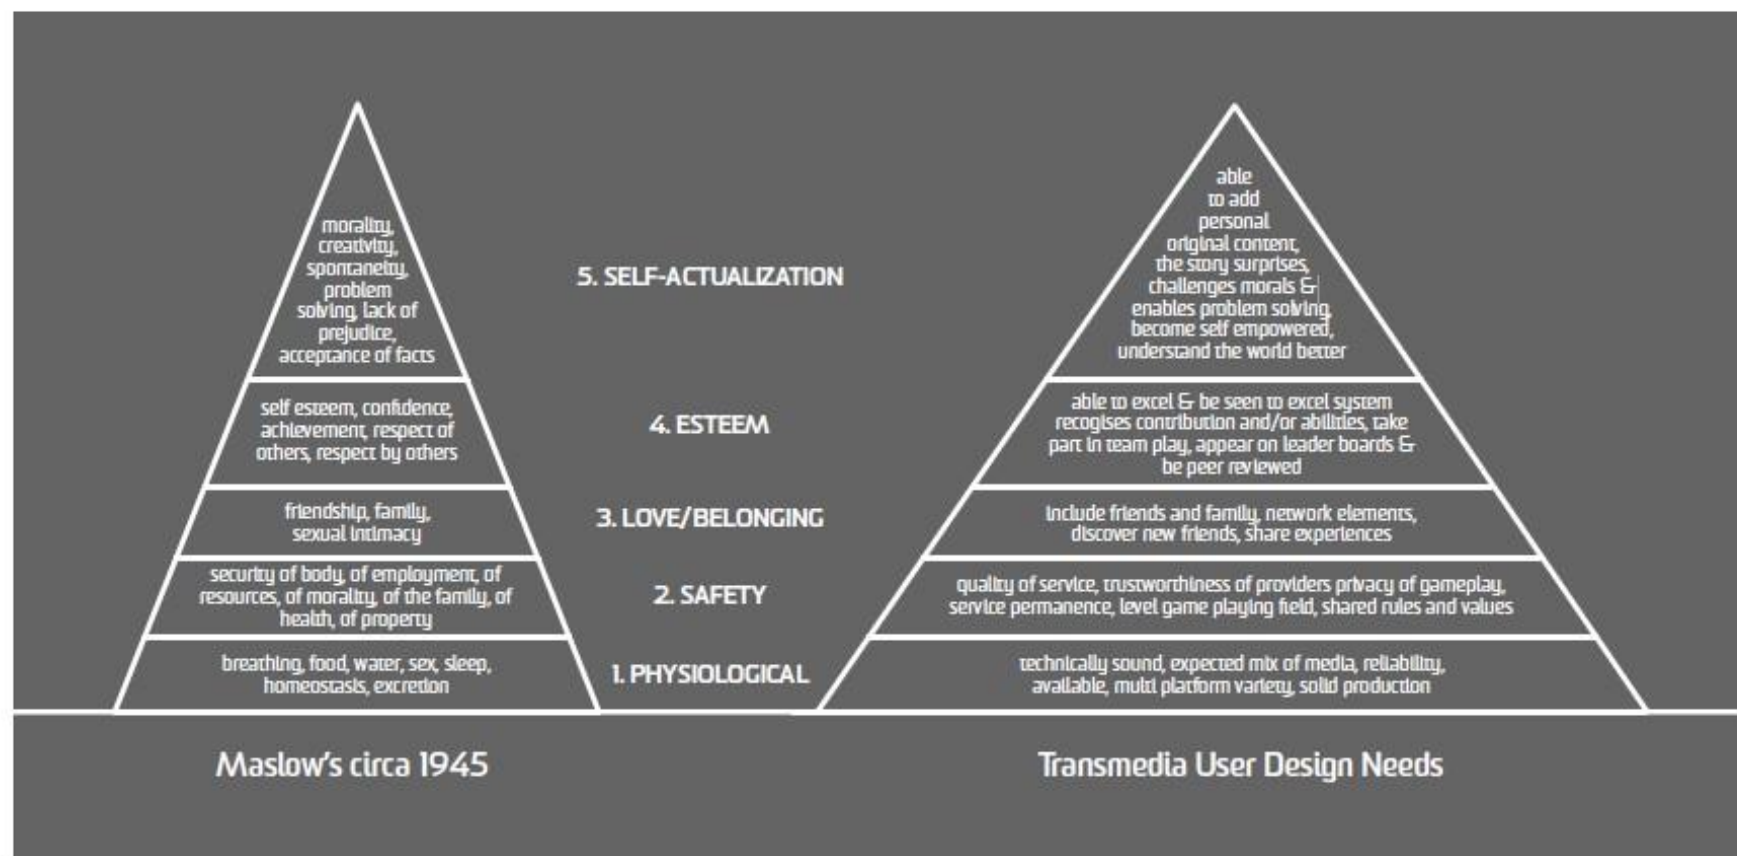 morality,
creativity,
spontaneity,
problem
solving, lack of
prejudice,
acceptance of facts
self esteem, confidence,
achievement, respect of
others, respect by others
friendship, family,
sexual intimacy
security of body, of employment, of
resources, of morality, of the family, of
health, of property
breathing, food, water, sex, sleep,
homeostasis, excretion
5. SELF-ACTUALIZATION
4. ESTEEM
3. LOVE/BELONGING
2. SAFETY
1. PHYSIOLOGICAL
able
to add
personal
original content,
the story surprises,
challenges morals &
enables problem solving,
become self empowered,
understand the world better
able to excel & be seen to excel system
recogises contribution and/or abilities, take
part in team play, appear on leader boards &
be peer reviewed
include friends and family, network elements,
discover new friends, share experiences
quality of service, trustworthiness of providers privacy of gameplay,
service permanence, level game playing field, shared rules and values
technically sound, expected mix of media, reliability,
available, multi platform variety, solid production
Maslow's circa 1945
Transmedia User Design Needs